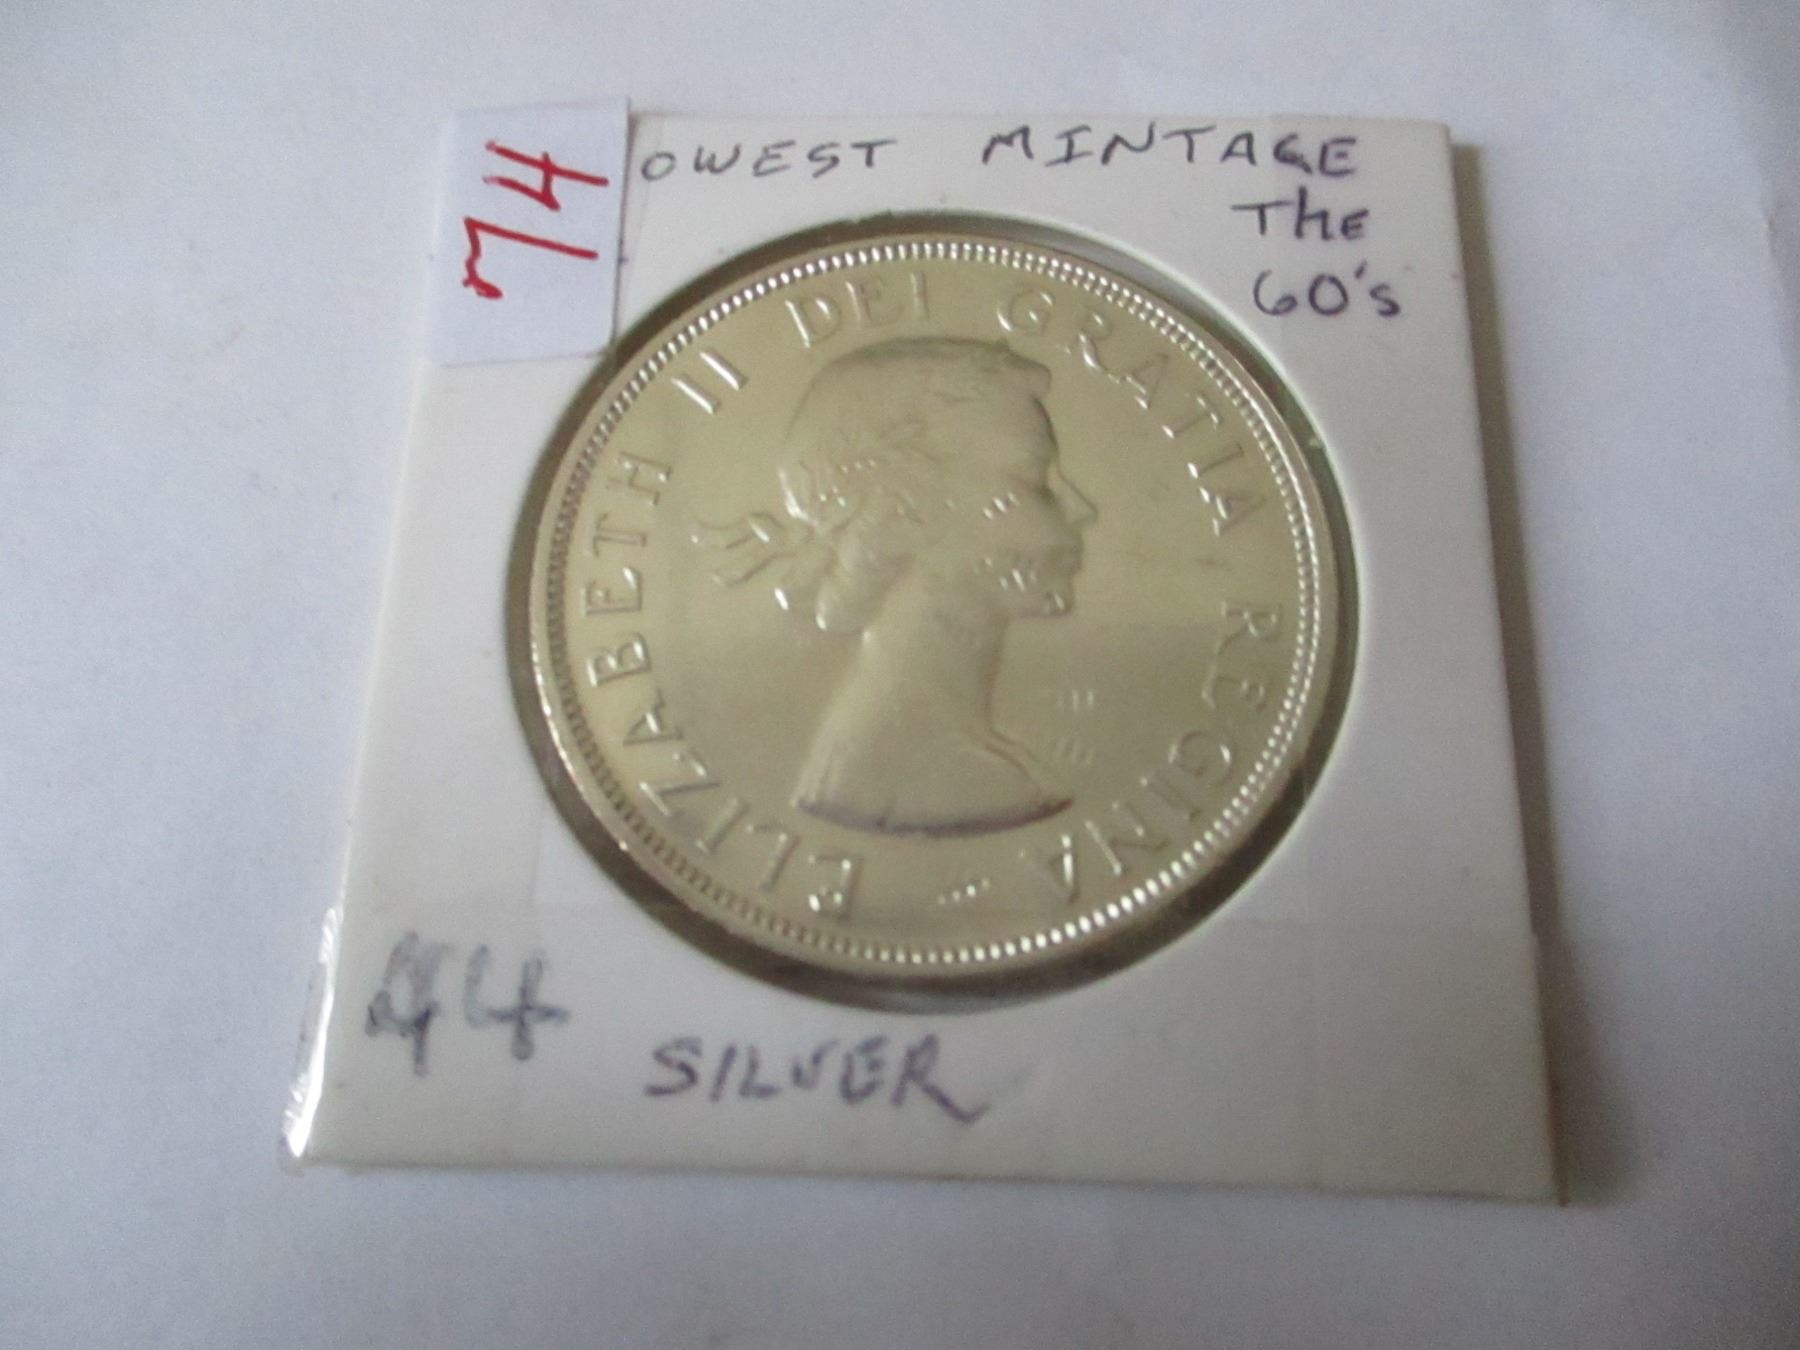 74
OWEST MINTAGE
The
60's
ELIZABETH II DEI GRATIA REGINA
SILVER